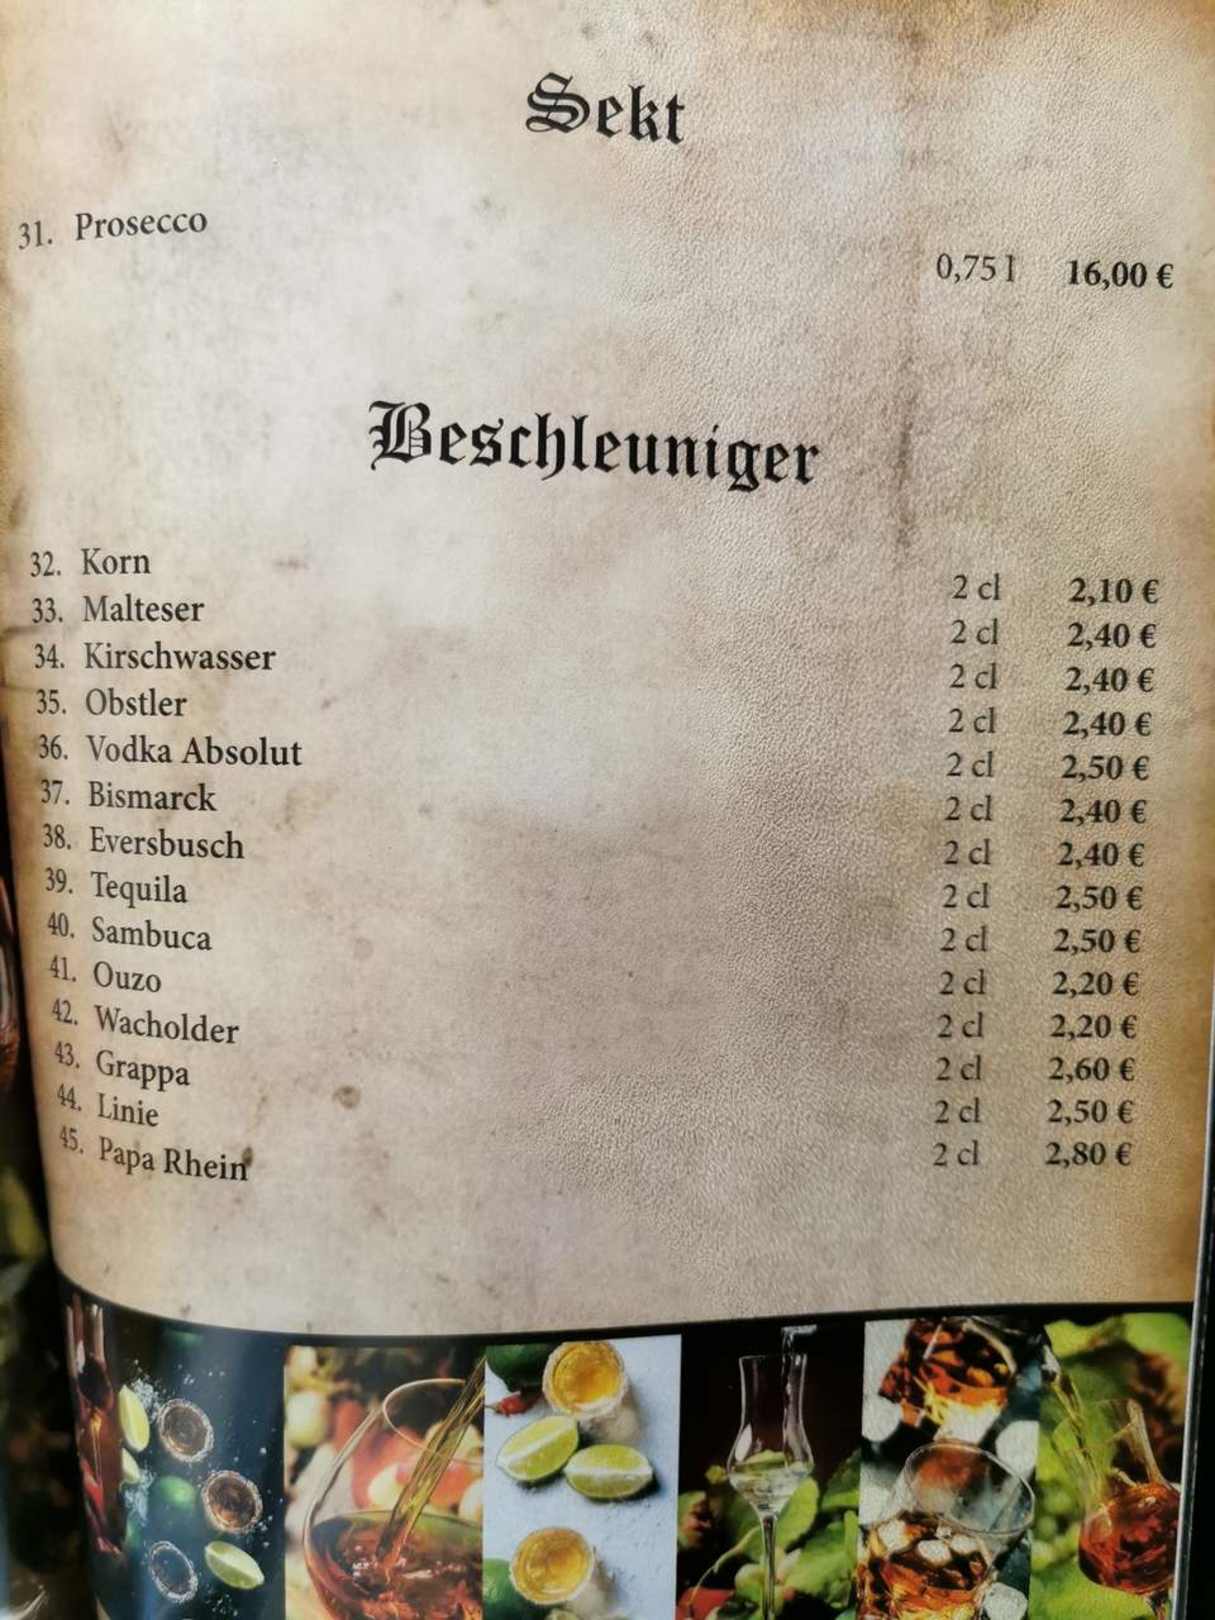 Sekt
31. Prosecco 0,75 l 16,00 €
Beschleuniger
32. Korn 2 cl 2,10 €
33. Malteser 2 cl 2,40 €
34. Kirschwasser 2 cl 2,40 €
35. Obstler 2 cl 2,40 €
36. Vodka Absolut 2 cl 2,50 €
37. Bismarck 2 cl 2,40 €
38. Eversbusch 2 cl 2,40 €
39. Tequila 2 cl 2,50 €
40. Sambuca 2 cl 2,50 €
41. Ouzo 2 cl 2,20 €
42. Wacholder 2 cl 2,20 €
43. Grappa 2 cl 2,60 €
44. Linie 2 cl 2,50 €
45. Papa Rhein 2 cl 2,80 €